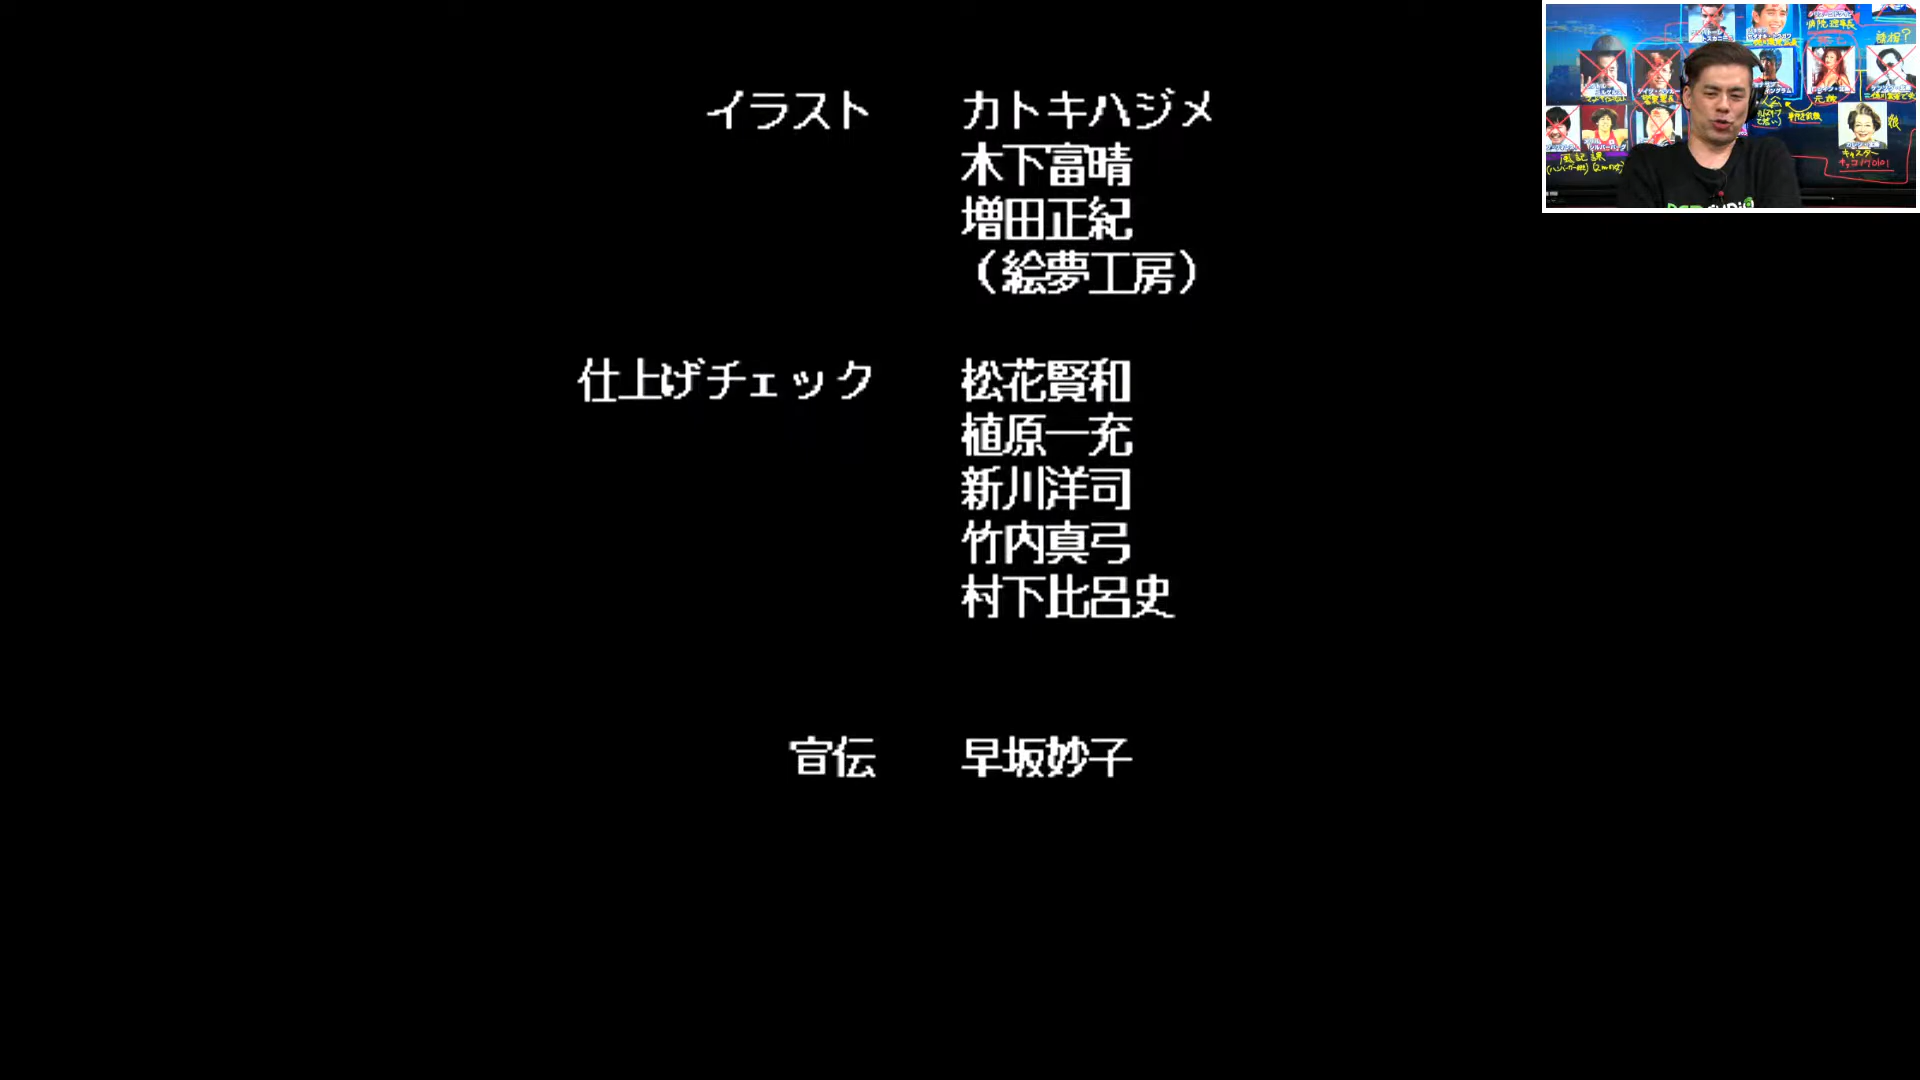 イラスト　カトキハジメ
木下富晴
増田正紀
（絵夢工房）
仕上げチェック　松花賢和
植原一充
新川洋司
竹内真弓
村下比呂史
宣伝　早坂妙子